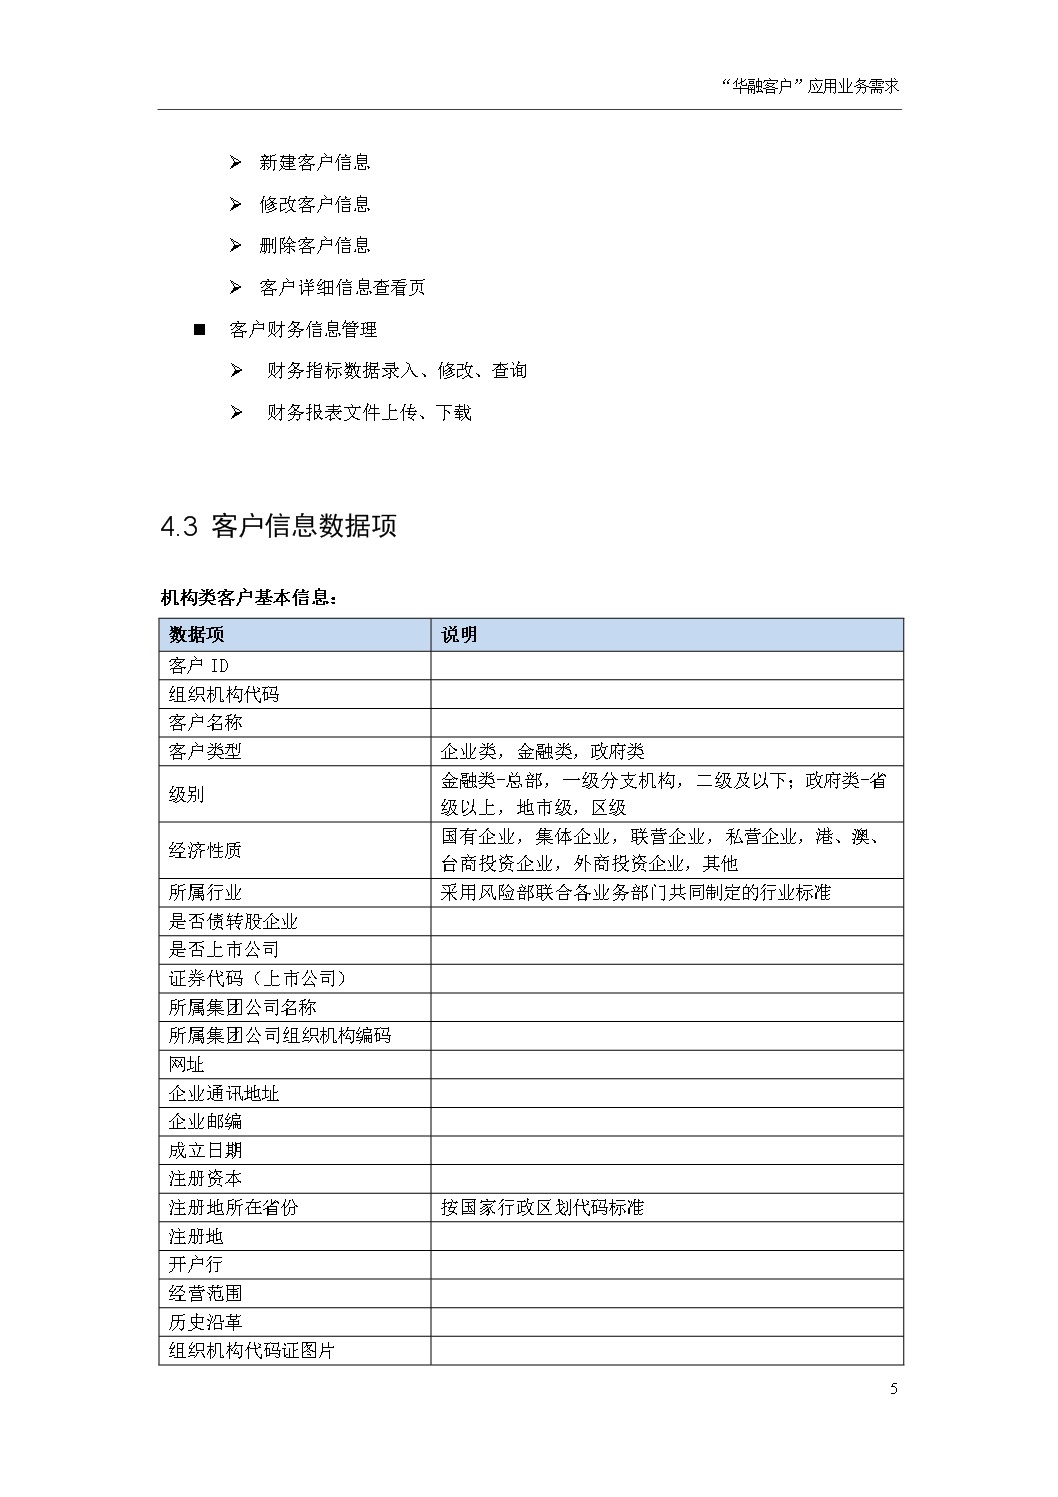 “华融客户”应用业务需求
➢ 新建客户信息
➢ 修改客户信息
➢ 删除客户信息
➢ 客户详细信息查看页
■ 客户财务信息管理
➢ 财务指标数据录入、修改、查询
➢ 财务报表文件上传、下载
4.3 客户信息数据项
机构类客户基本信息：
数据项 说明
客户 ID
组织机构代码
客户名称
客户类型 企业类，金融类，政府类
级别 金融类-总部，一级分支机构，二级及以下；政府类-省
级以上，地市级，区级
经济性质 国有企业，集体企业，联营企业，私营企业，港、澳、
台商投资企业，外商投资企业，其他
所属行业 采用风险部联合各业务部门共同制定的行业标准
是否债转股企业
是否上市公司
证券代码（上市公司）
所属集团公司名称
所属集团公司组织机构编码
网址
企业通讯地址
企业邮编
成立日期
注册资本
注册地所在省份 按国家行政区划代码标准
注册地
开户行
经营范围
历史沿革
组织机构代码证图片
5